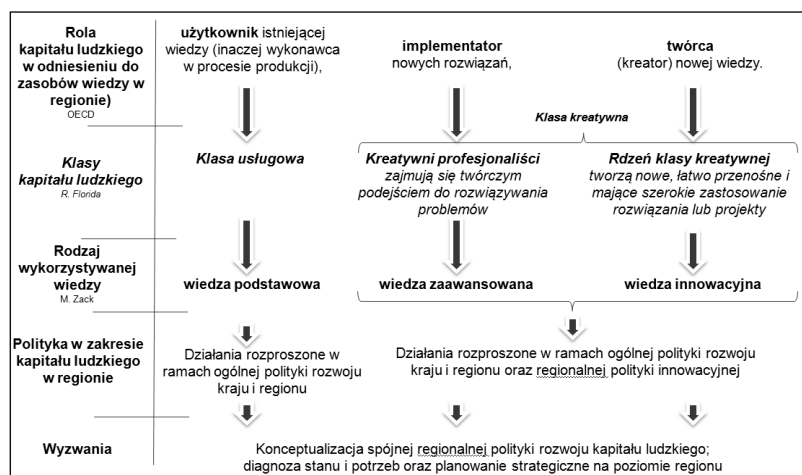 Rola
kapitału ludzkiego
w odniesieniu do
zasobów wiedzy w
regionie)
OECD
użytkownik istniejącej
wiedzy (inaczej wykonawca
w procesie produkcji),
implementator
nowych rozwiązań,
twórca
(kreator) nowej wiedzy.
Klasa kreatywna
Klasy
kapitału ludzkiego
R. Florida
Klasa usługowa
Kreatywni profesjonaliści
zajmują się twórczym
podejściem do rozwiązywania
problemów
Rdzeń klasy kreatywnej
tworzą nowe, łatwo przenośne i
mające szerokie zastosowanie
rozwiązania lub projekty
Rodzaj
wykorzystywanej
wiedzy
M. Zack
wiedza podstawowa
wiedza zaawansowana
wiedza innowacyjna
Polityka w zakresie
kapitału ludzkiego
w regionie
Działania rozproszone w
ramach ogólnej polityki rozwoju
kraju i regionu
Działania rozproszone w ramach ogólnej polityki rozwoju
kraju i regionu oraz regionalnej polityki innowacyjnej
Wyzwania
Konceptualizacja spójnej regionalnej polityki rozwoju kapitału ludzkiego;
diagnoza stanu i potrzeb oraz planowanie strategiczne na poziomie regionu